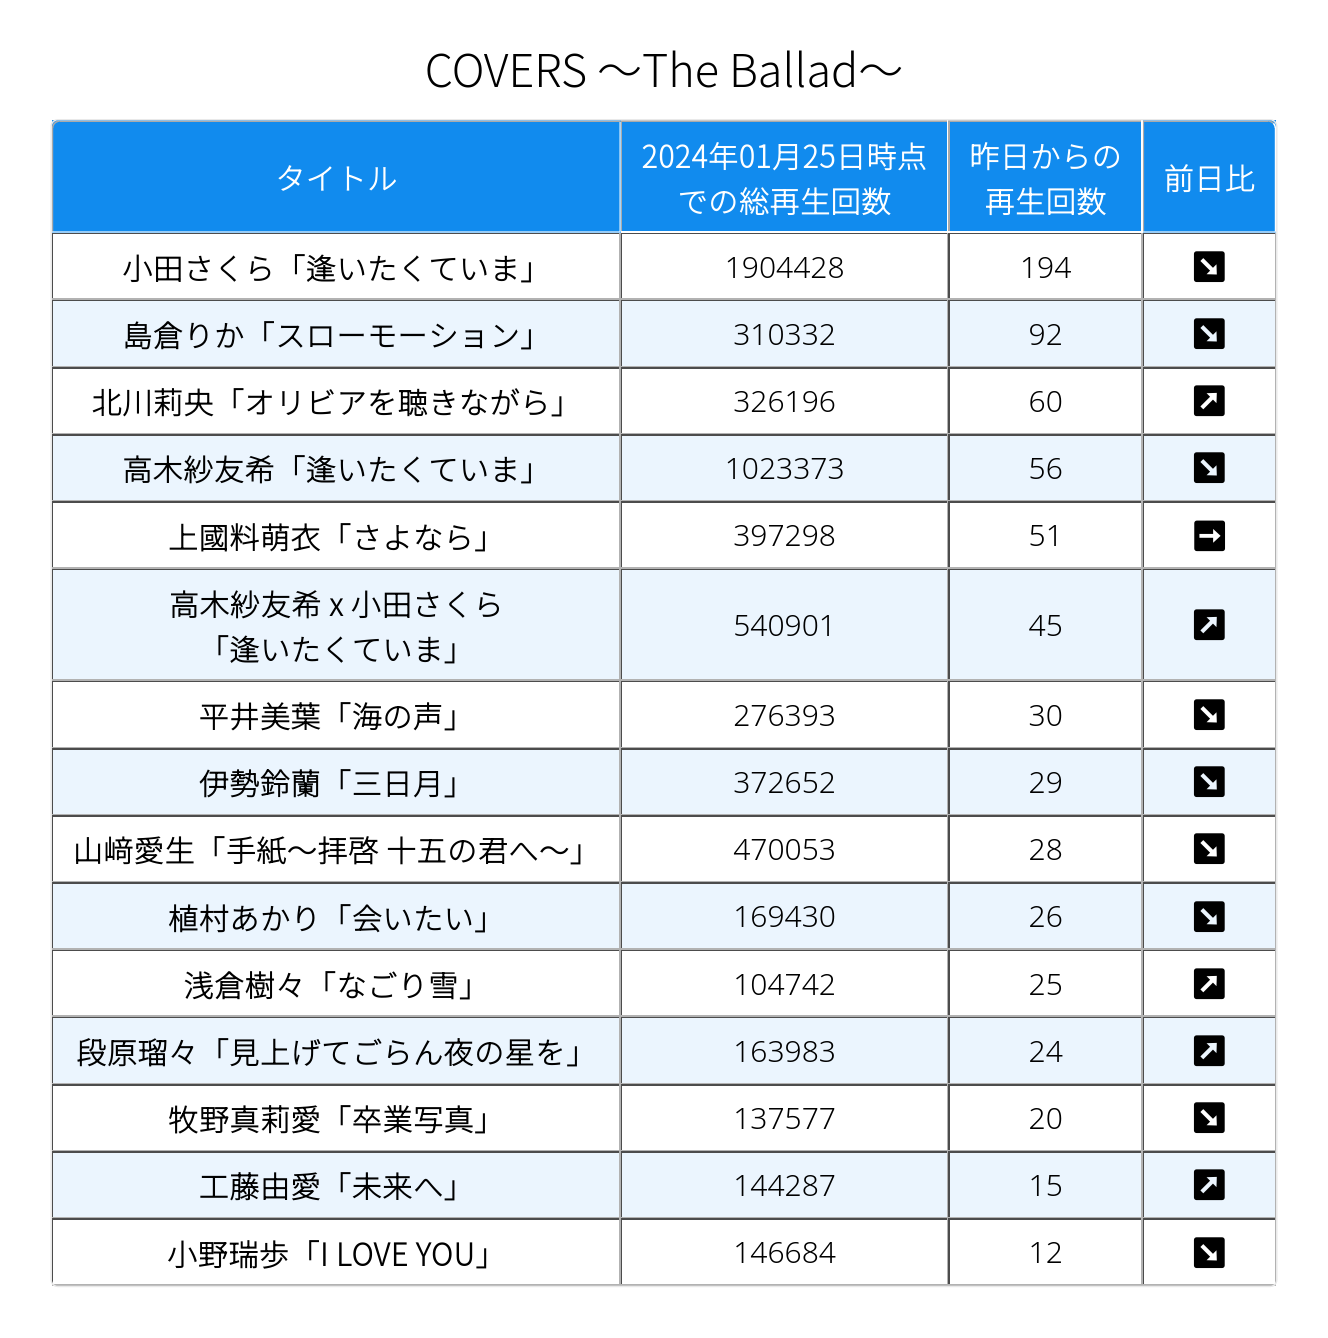 COVERS ～The Ballad～
タイトル
2024年01月25日時点
での総再生回数
昨日からの
再生回数
前日比
小田さくら「逢いたくていま」 1904428 194 ↘
島倉りか「スローモーション」 310332 92 ↘
北川莉央「オリビアを聴きながら」 326196 60 ↗
高木紗友希「逢いたくていま」 1023373 56 ↘
上國料萌衣「さよなら」 397298 51 →
高木紗友希 x 小田さくら
「逢いたくていま」 540901 45 ↗
平井美葉「海の声」 276393 30 ↘
伊勢鈴蘭「三日月」 372652 29 ↘
山﨑愛生「手紙～拝啓 十五の君へ～」 470053 28 ↘
植村あかり「会いたい」 169430 26 ↘
浅倉樹々「なごり雪」 104742 25 ↗
段原瑠々「見上げてごらん夜の星を」 163983 24 ↗
牧野真莉愛「卒業写真」 137577 20 ↘
工藤由愛「未来へ」 144287 15 ↗
小野瑞歩「I LOVE YOU」 146684 12 ↘